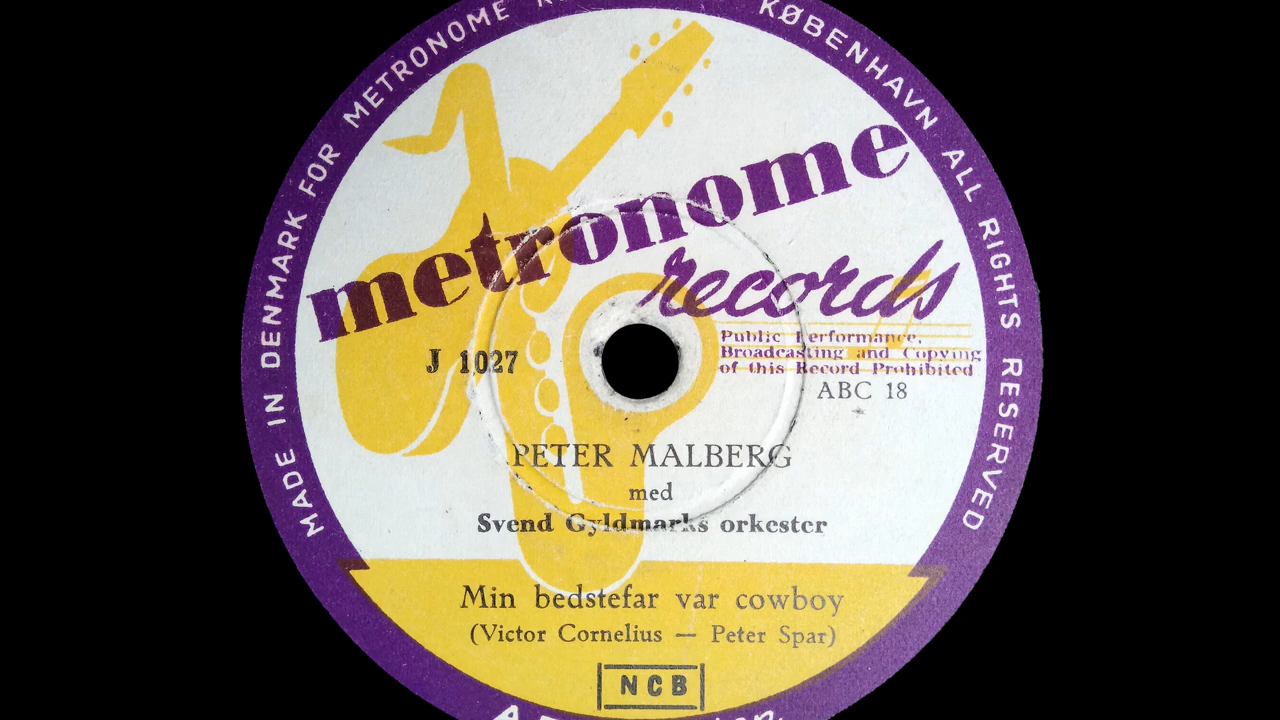 MADE IN DENMARK FOR METRONOME
KØBENHAVN ALL RIGHTS RESERVED
metronome
records
J 1027
Public Performance,
Broadcasting and Copying
of this Record Prohibited
ABC 18
PETER MALBERG
med
Svend Gyldmarks orkester
Min bedstefar var cowboy
(Victor Cornelius — Peter Spar)
NCB